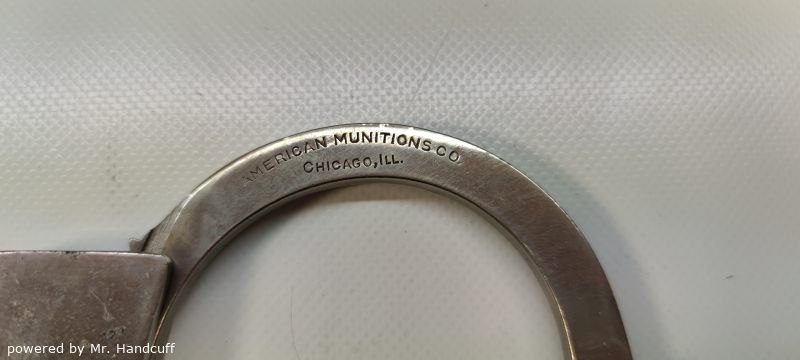 AMERICAN MUNITIONS CO.
CHICAGO, ILL.
powered by Mr. Handcuff